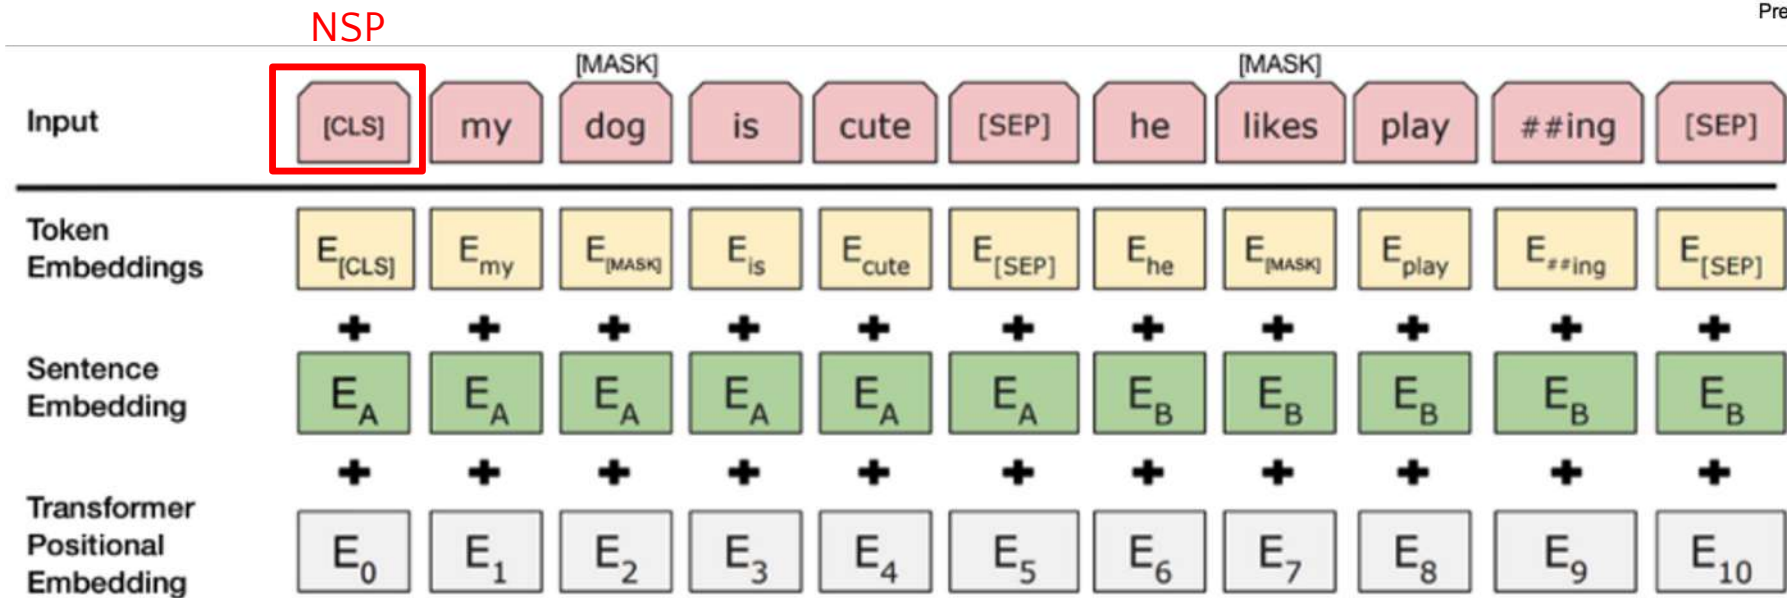 Pre
NSP
[MASK] [MASK]
Input [CLS] my dog is cute [SEP] he likes play ##ing [SEP]
Token
Embeddings E[CLS] Emy E[MASK] Eis Ecute E[SEP] Ehe E[MASK] Eplay E##ing E[SEP]
Sentence
Embedding EA EA EA EA EA EA EB EB EB EB EB
Transformer
Positional
Embedding E0 E1 E2 E3 E4 E5 E6 E7 E8 E9 E10